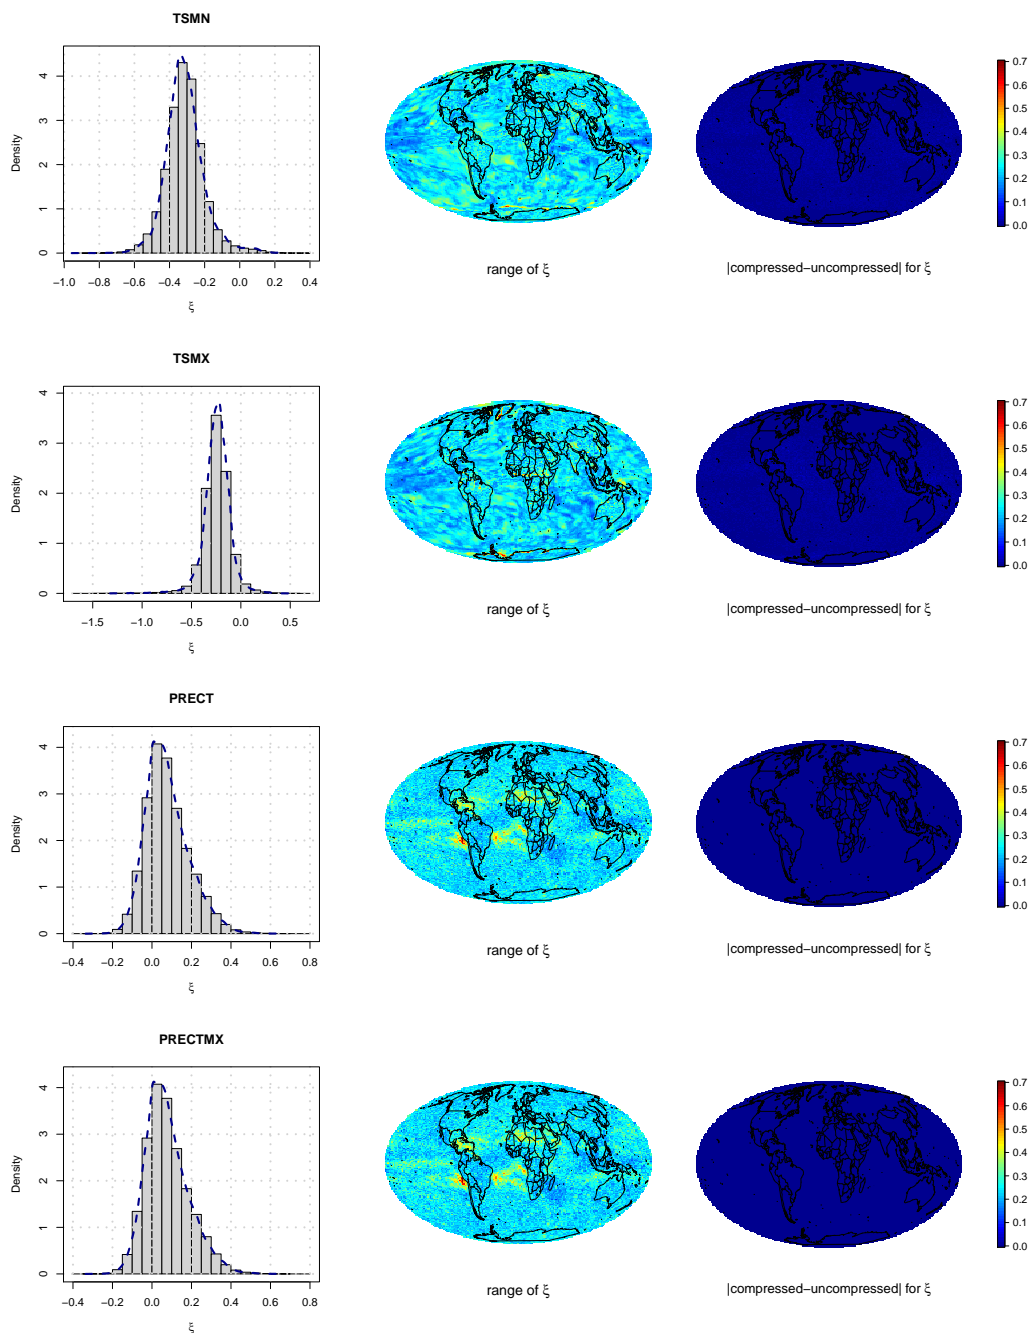 TSMN
4
3
2
1
0
Density
−1.0 −0.8 −0.6 −0.4 −0.2 0.0 0.2 0.4
ξ
range of ξ
|compressed−uncompressed| for ξ
0.7
0.6
0.5
0.4
0.3
0.2
0.1
0.0
TSMX
4
3
2
1
0
Density
−1.5 −1.0 −0.5 0.0 0.5
ξ
range of ξ
|compressed−uncompressed| for ξ
0.7
0.6
0.5
0.4
0.3
0.2
0.1
0.0
PRECT
4
3
2
1
0
Density
−0.4 −0.2 0.0 0.2 0.4 0.6 0.8
ξ
range of ξ
|compressed−uncompressed| for ξ
0.7
0.6
0.5
0.4
0.3
0.2
0.1
0.0
PRECTMX
4
3
2
1
0
Density
−0.4 −0.2 0.0 0.2 0.4 0.6 0.8
ξ
range of ξ
|compressed−uncompressed| for ξ
0.7
0.6
0.5
0.4
0.3
0.2
0.1
0.0